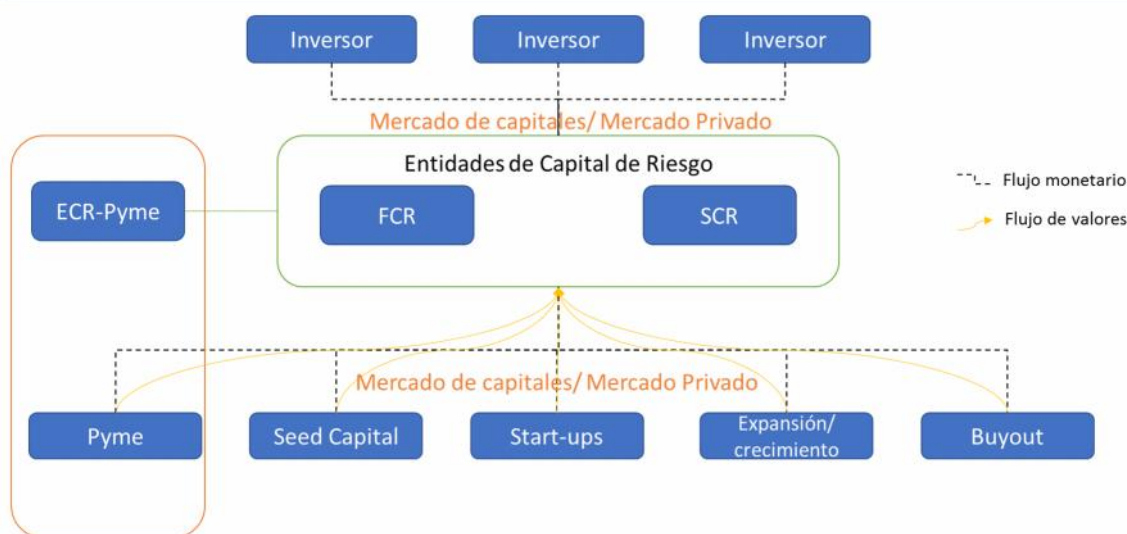 Inversor
Inversor
Inversor
Mercado de capitales/ Mercado Privado
Entidades de Capital de Riesgo
ECR-Pyme
FCR
SCR
Flujo monetario
Flujo de valores
Mercado de capitales/ Mercado Privado
Pyme
Seed Capital
Start-ups
Expansión/
crecimiento
Buyout